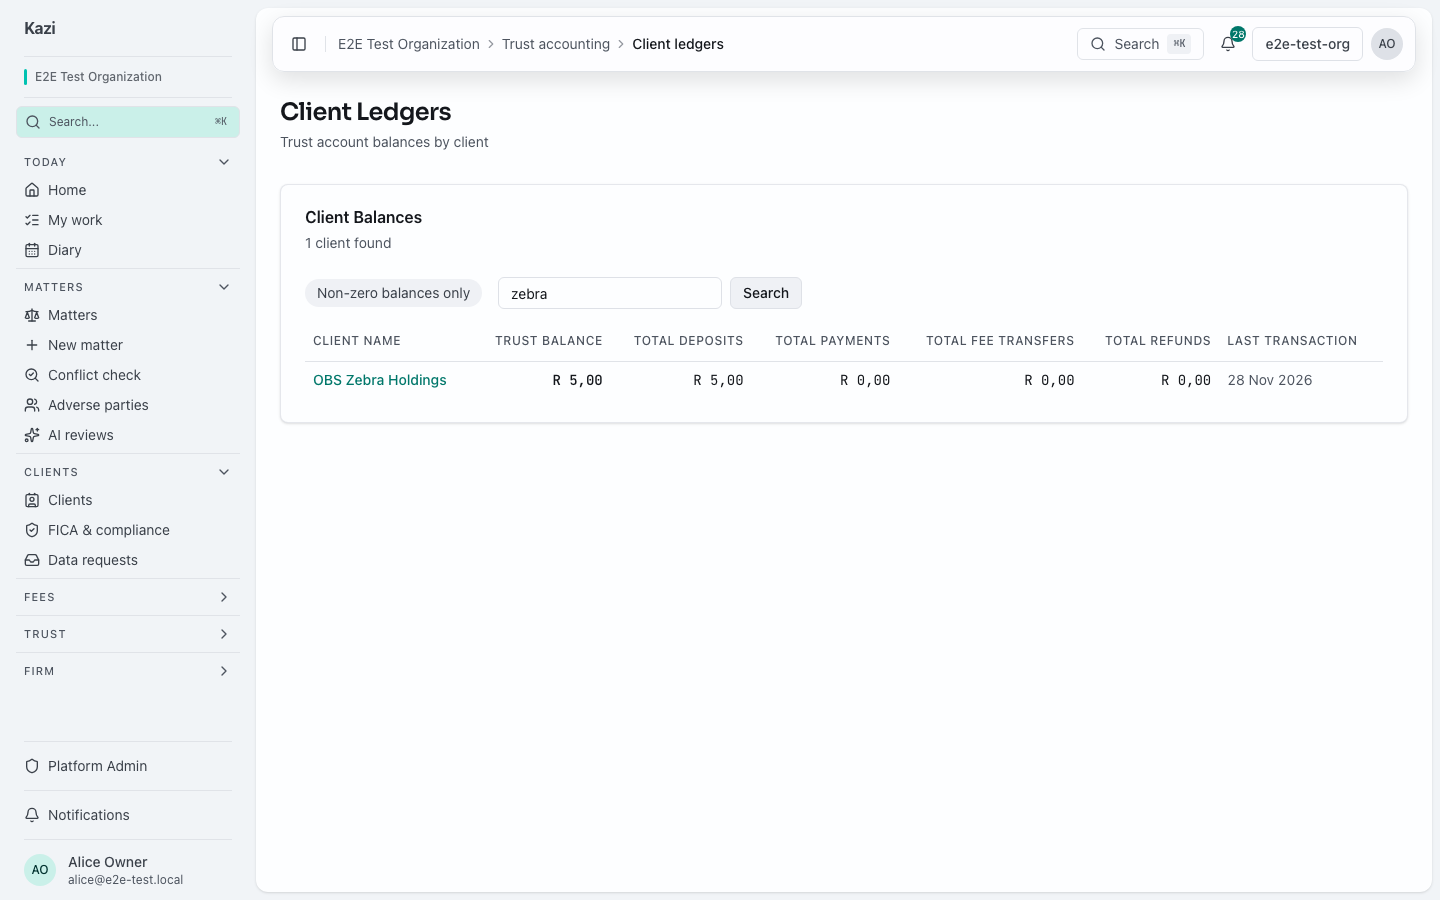 Kazi
E2E Test Organization
Search... ⌘K
TODAY
Home
My work
Diary
MATTERS
Matters
New matter
Conflict check
Adverse parties
AI reviews
CLIENTS
Clients
FICA & compliance
Data requests
FEES
TRUST
FIRM
Platform Admin
Notifications
AO Alice Owner
alice@e2e-test.local
E2E Test Organization > Trust accounting > Client ledgers
Search ⌘K 28 e2e-test-org AO
Client Ledgers
Trust account balances by client
Client Balances
1 client found
Non-zero balances only zebra Search
CLIENT NAME TRUST BALANCE TOTAL DEPOSITS TOTAL PAYMENTS TOTAL FEE TRANSFERS TOTAL REFUNDS LAST TRANSACTION
OBS Zebra Holdings R 5,00 R 5,00 R 0,00 R 0,00 R 0,00 28 Nov 2026